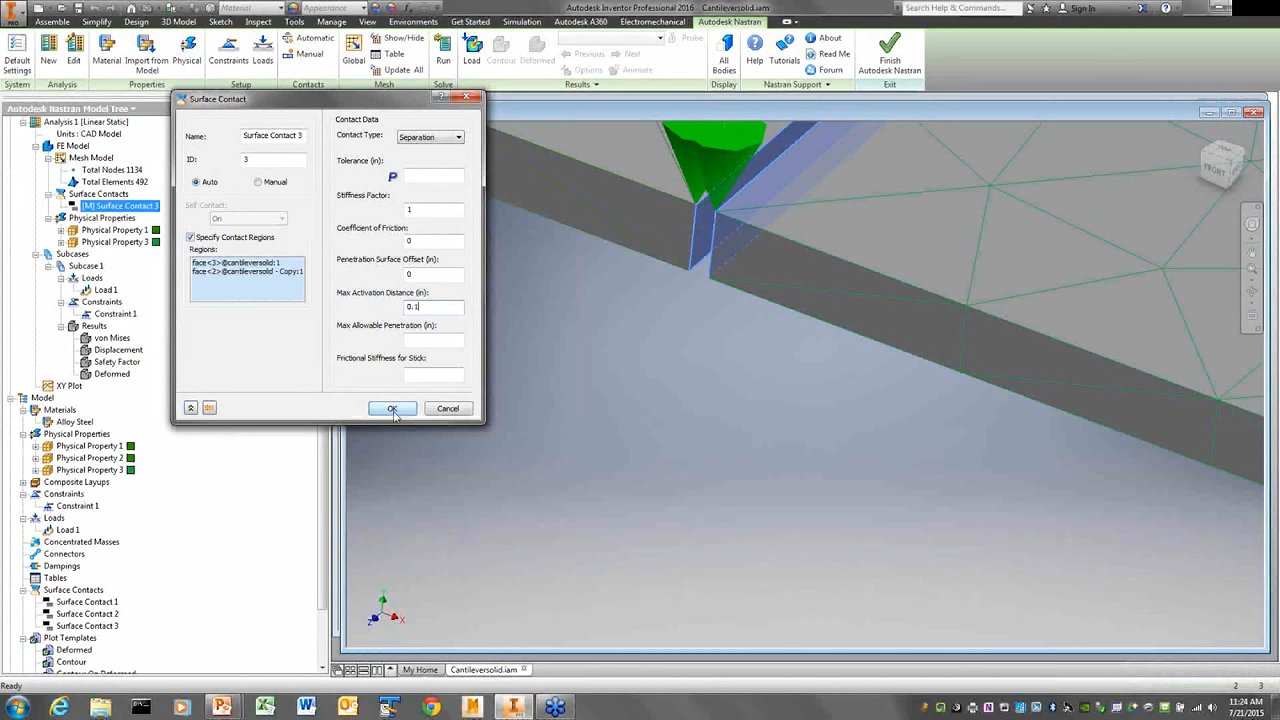 Material
Appearance
Autodesk Inventor Professional 2016
Cantileversolid.iam
Search Help & Commands...
Sign In
PRO
Assemble
Simplify
Design
3D Model
Sketch
Inspect
Tools
Manage
View
Environments
Get Started
Simulation
Autodesk A360
Electromechanical
Autodesk Nastran
Default Settings
New
Edit
Material
Import from Model
Physical
Constraints
Loads
Automatic
Manual
Global
Show/Hide
Table
Update All
Run
Load
Contour
Deformed
Previous
Next
Options
Animate
Probe
All Bodies
Help
Tutorials
About
Read Me
Forum
Finish Autodesk Nastran
System
Analysis
Properties
Setup
Contacts
Mesh
Solve
Results
Display
Nastran Support
Exit
Autodesk Nastran Model Tree
Analysis 1 [Linear Static]
Units : CAD Model
FE Model
Mesh Model
Total Nodes 1134
Total Elements 492
Surface Contacts
[M] Surface Contact 3
Physical Properties
Physical Property 1
Physical Property 3
Subcases
Subcase 1
Loads
Load 1
Constraints
Constraint 1
Results
von Mises
Displacement
Safety Factor
Deformed
XY Plot
Model
Materials
Alloy Steel
Physical Properties
Physical Property 1
Physical Property 2
Physical Property 3
Composite Layups
Constraints
Constraint 1
Loads
Load 1
Concentrated Masses
Connectors
Dampings
Tables
Surface Contacts
Surface Contact 1
Surface Contact 2
Surface Contact 3
Plot Templates
Deformed
Contour
Surface Contact
Name:
Surface Contact 3
ID:
3
Auto
Manual
Self Contact:
On
Specify Contact Regions
Regions:
face<3>@cantileversolid:1
face<2>@cantileversolid - Copy:1
Contact Data
Contact Type:
Separation
Tolerance (in):
Stiffness Factor:
1
Coefficient of Friction:
0
Penetration Surface Offset (in):
0
Max Activation Distance (in):
0.1
Max Allowable Penetration (in):
Frictional Stiffness for Stick:
OK
Cancel
FRONT
Y
Z
X
My Home
Cantileversolid.iam
Ready
2
3
11:24 AM
7/21/2015